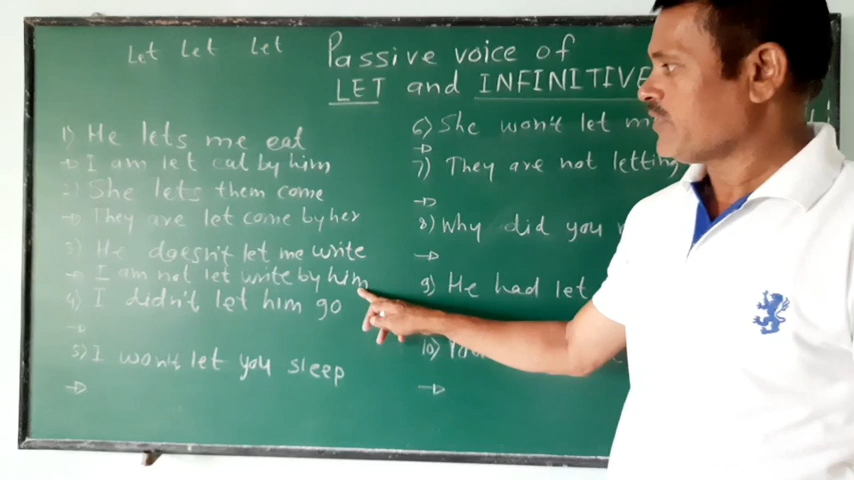 Let Let Let
Passive voice of
LET and INFINITIVE
1) He lets me eat
→ I am let eat by him
2) She lets them come
→ They are let come by her
3) He doesn't let me write
→ I am not let write by him
4) I didn't let him go
→
5) I won't let you sleep
→
6) She won't let
→
7) They are not letting
→
8) Why did you
→
9) He had let
10)
→